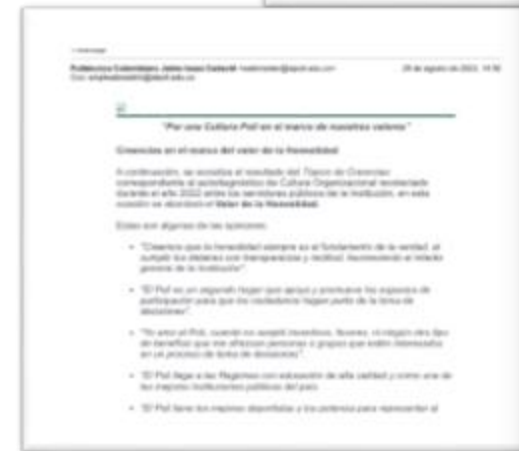 Politécnico Colombiano Jaime Isaza Cadavid
"Por una Cultura Poli en el marco de nuestros valores"
Creencias en el marco del valor de la Honestidad
A continuación, se socializa el resultado del Tópico de Creencias
correspondiente al autodiagnóstico de Cultura Organizacional
durante el año 2022 entre los servidores públicos de la Institución, en esta
ocasión se abordará el Valor de la Honestidad.
Estas son algunas de las opiniones:
• "Creemos que la honestidad siempre es el fundamento de la verdad, al
cumplir los deberes con transparencia y rectitud, favoreciendo el interés
general de la Institución".
• "El Poli es un segundo hogar que apoya y promueve los espacios de
participación para que los ciudadanos hagan parte de la toma de
decisiones".
• "Yo amo el Poli, cuando no acepto incentivos, favores, ni ningún otro tipo
de beneficio que me ofrezcan personas o grupos que estén interesados
en un proceso de toma de decisiones".
• "El Poli llega a las Regiones con educación de alta calidad y como una de
las mejores instituciones públicas del país.
• "El Poli tiene los mejores deportistas y los potencia para representar al